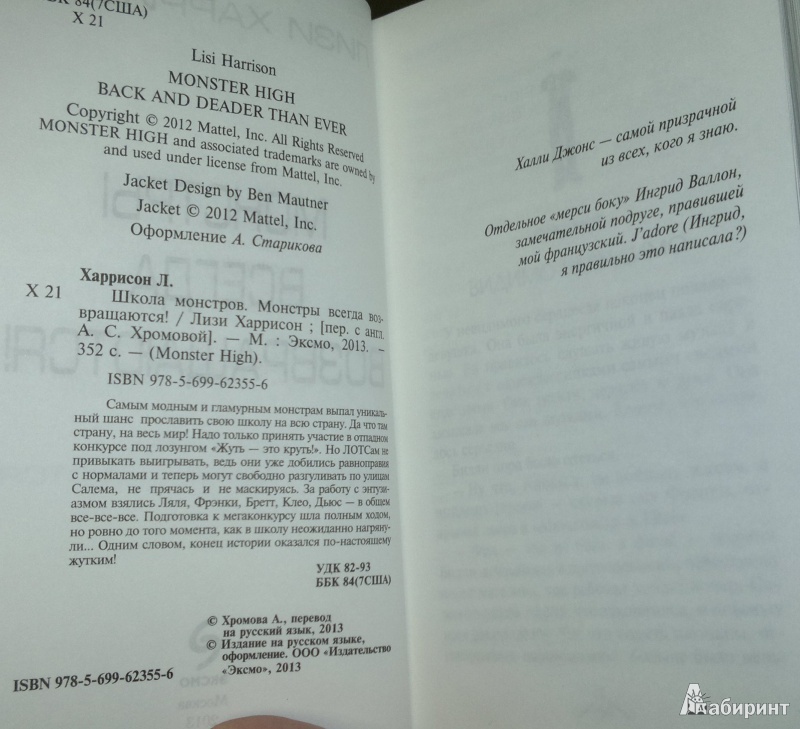 ББК 84(7США)
Х 21
Lisi Harrison
MONSTER HIGH
BACK AND DEADER THAN EVER
Copyright © 2012 Mattel, Inc. All Rights Reserved
MONSTER HIGH and associated trademarks are owned by
and used under license from Mattel, Inc.
Jacket Design by Ben Mautner
Jacket © 2012 Mattel, Inc.
Оформление А. Старикова
Харрисон Л.
Х 21
Школа монстров. Монстры всегда воз-
вращаются! / Лизи Харрисон ; [пер. с англ.
А. С. Хромовой]. — М. : Эксмо, 2013. –
352 с. — (Monster High).
ISBN 978-5-699-62355-6
Самым модным и гламурным монстрам выпал уникаль-
ный шанс прославить свою школу на всю страну. Да что там
страну, на весь мир! Надо только принять участие в отпадном
конкурсе под лозунгом «Жуть — это круть!». Но ЛОТСам не
привыкать выигрывать, ведь они уже добились равноправия
с нормалами и теперь могут свободно разгуливать по улицам
Салема, не прячась и не маскируясь. За работу с энтузи-
азмом взялись Ляля, Фрэнки, Бретт, Клео, Дьюс — в общем
все-все-все. Подготовка к мегаконкурсу шла полным ходом,
но ровно до того момента, как в школу неожиданно нагряну-
ли... Одним словом, конец истории оказался по-настоящему
жутким!
УДК 82-93
ББК 84(7США)
© Хромова А., перевод
на русский язык, 2013
© Издание на русском языке,
оформление. ООО «Издательство
«Эксмо», 2013
ISBN 978-5-699-62355-6
Халли Джонс — самой призрачной
из всех, кого я знаю.
Отдельное «мерси боку» Ингрид Валлон,
замечательной подруге, правившей
мой французский. J'adore (Ингрид,
я правильно это написала?)
Лабиринт